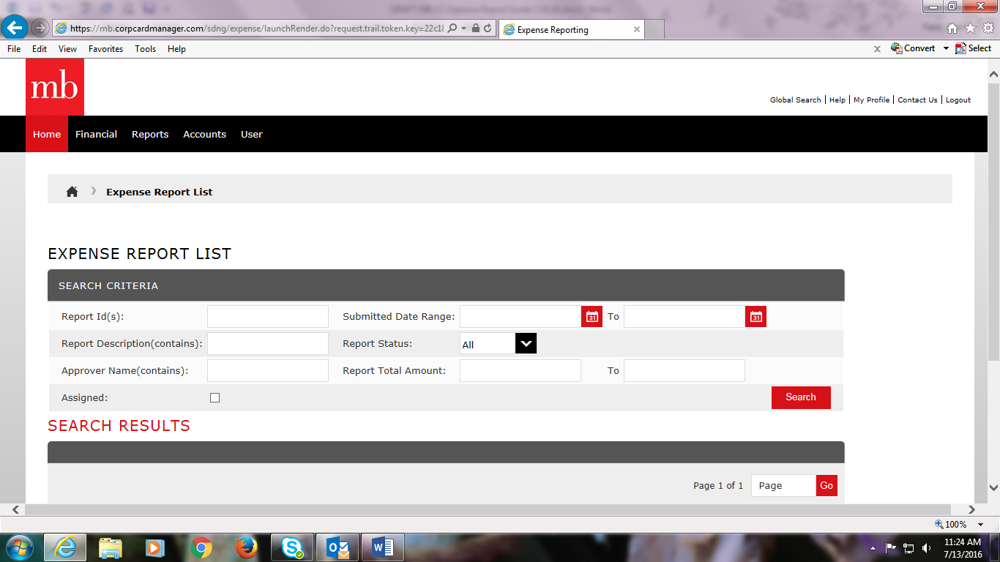 https://mb.corpcardmanager.com/sdng/expense/launchRender.do?request.trail.token.key=22c18
Expense Reporting
File Edit View Favorites Tools Help
x Convert Select
mb
Global Search | Help | My Profile | Contact Us | Logout
Home Financial Reports Accounts User
Expense Report List
EXPENSE REPORT LIST
SEARCH CRITERIA
Report Id(s): Submitted Date Range: 31 To 31
Report Description(contains): Report Status: All
Approver Name(contains): Report Total Amount: To
Assigned: Search
SEARCH RESULTS
Page 1 of 1 Page Go
100%
11:24 AM
7/13/2016